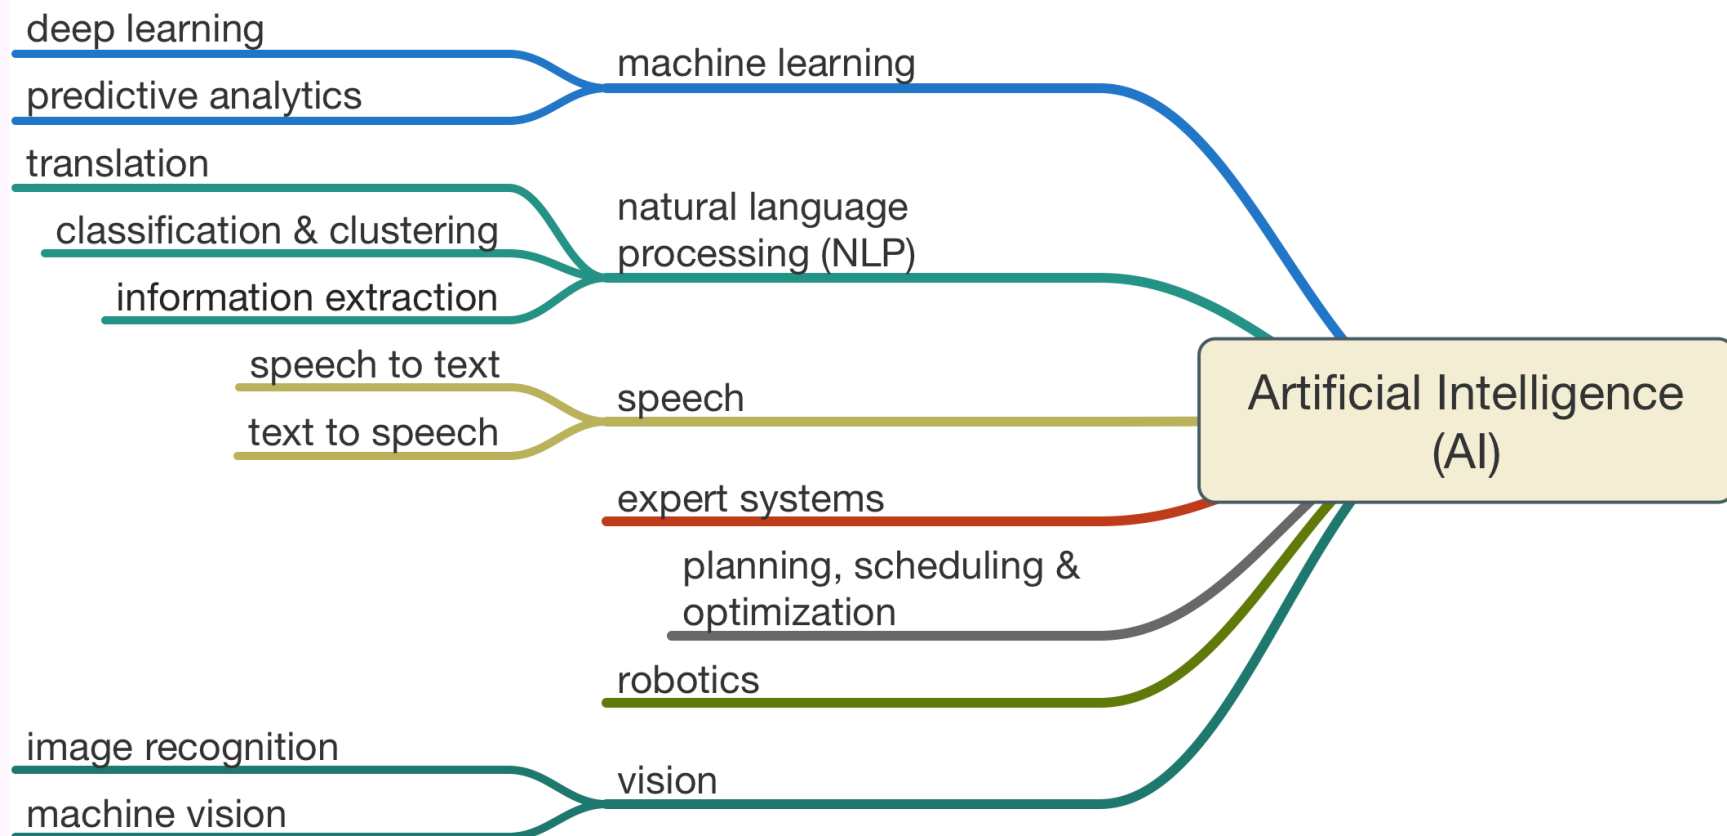 deep learning
predictive analytics
machine learning
translation
classification & clustering
information extraction
natural language
processing (NLP)
speech to text
text to speech
speech
expert systems
planning, scheduling &
optimization
robotics
image recognition
machine vision
vision
Artificial Intelligence
(AI)